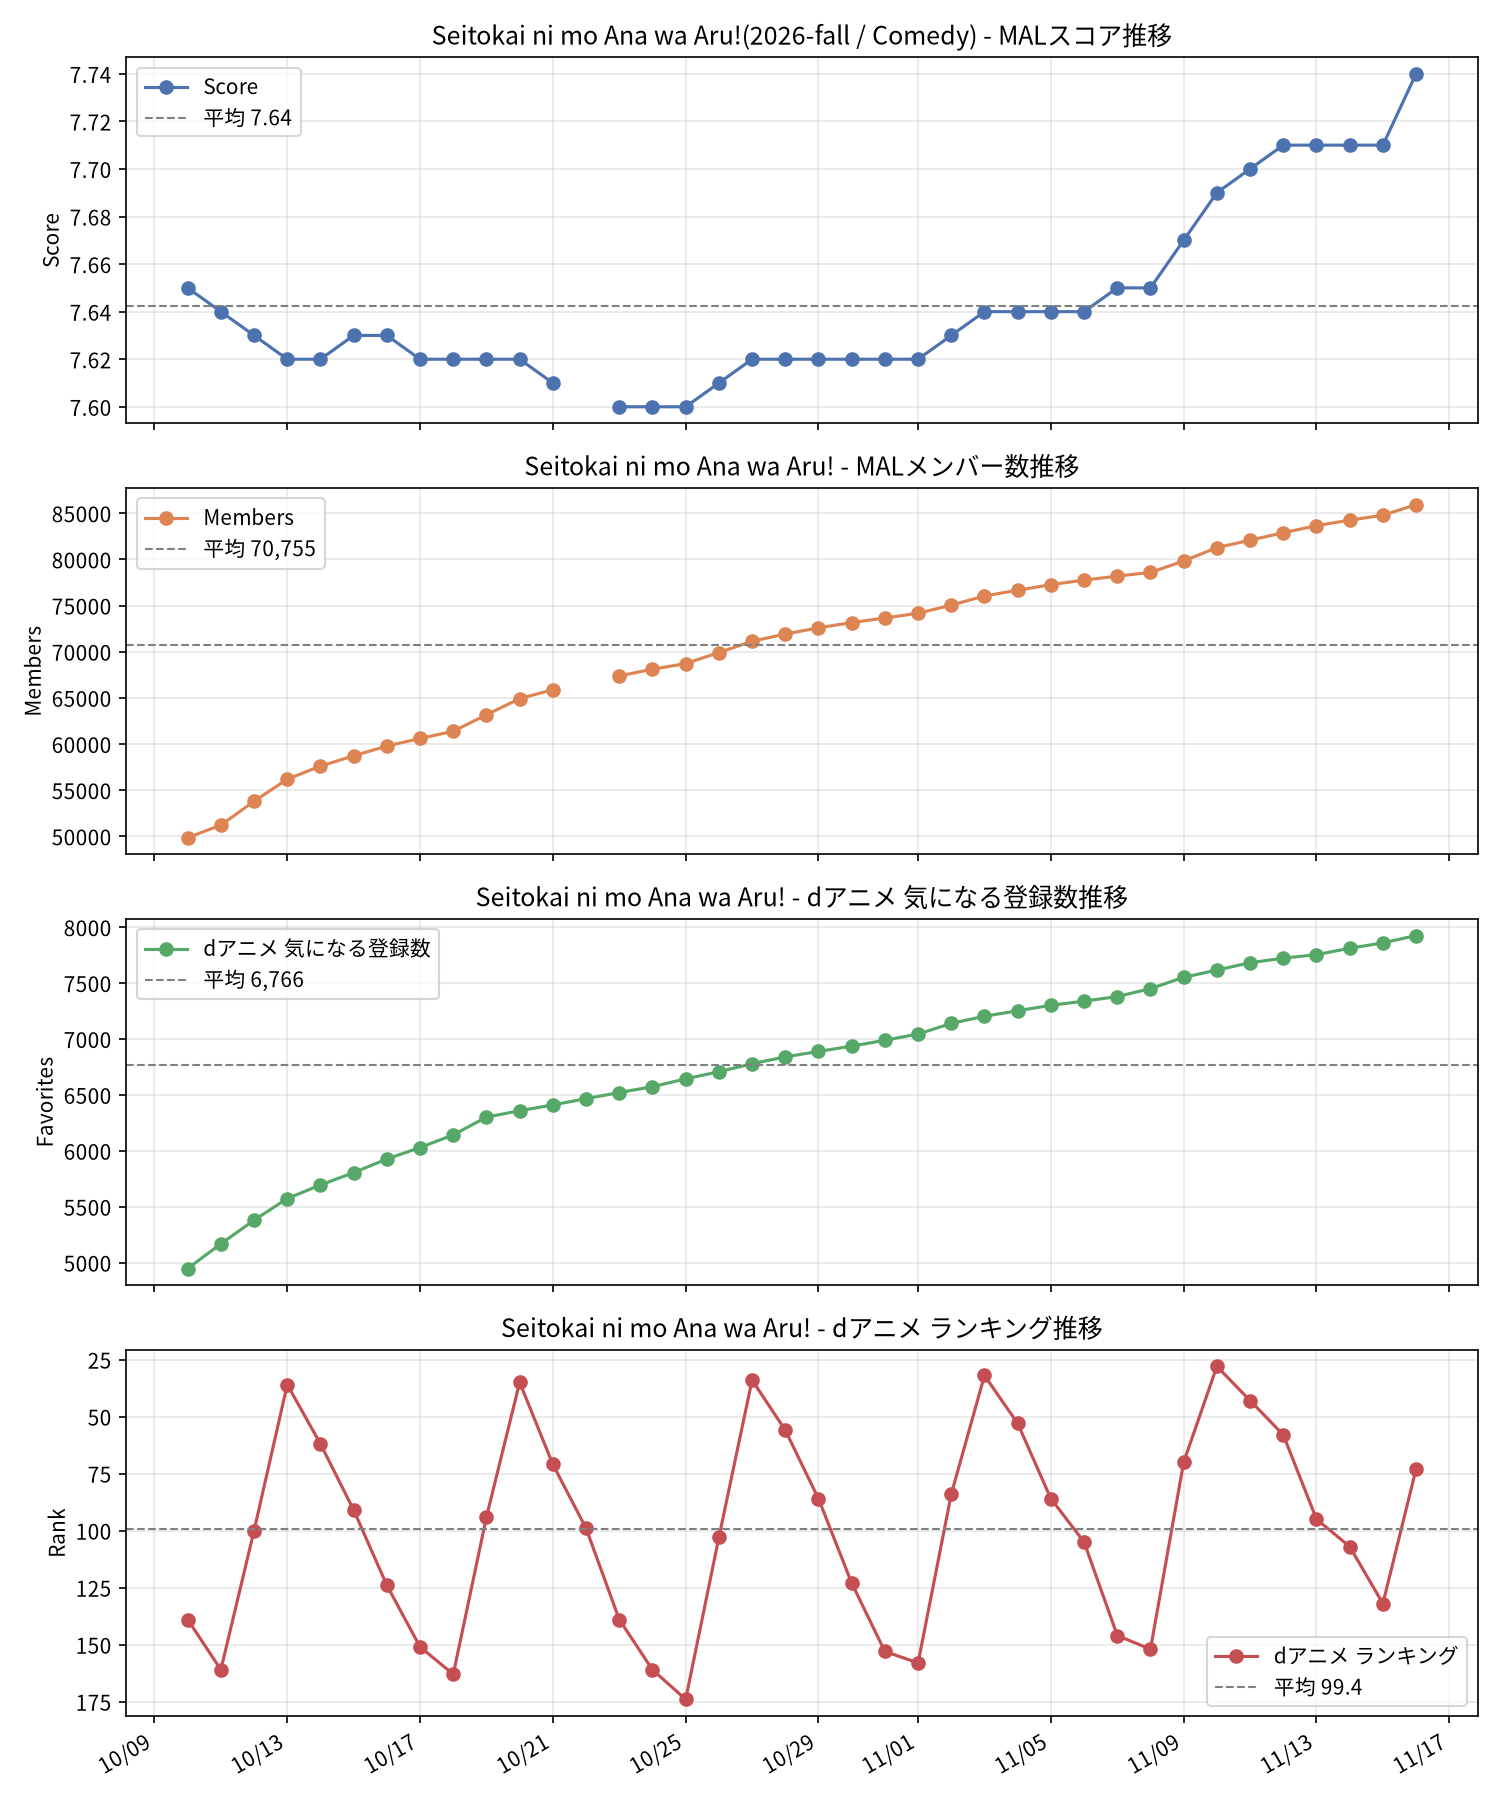 Seitokai ni mo Ana wa Aru!(2026-fall / Comedy) - MALスコア推移
Score
平均 7.64
Score
7.74
7.72
7.70
7.68
7.66
7.64
7.62
7.60
Seitokai ni mo Ana wa Aru! - MALメンバー数推移
Members
平均 70,755
Members
85000
80000
75000
70000
65000
60000
55000
50000
Seitokai ni mo Ana wa Aru! - dアニメ 気になる登録数推移
dアニメ 気になる登録数
平均 6,766
Favorites
8000
7500
7000
6500
6000
5500
5000
Seitokai ni mo Ana wa Aru! - dアニメ ランキング推移
Rank
25
50
75
100
125
150
175
dアニメ ランキング
平均 99.4
10/09
10/13
10/17
10/21
10/25
10/29
11/01
11/05
11/09
11/13
11/17